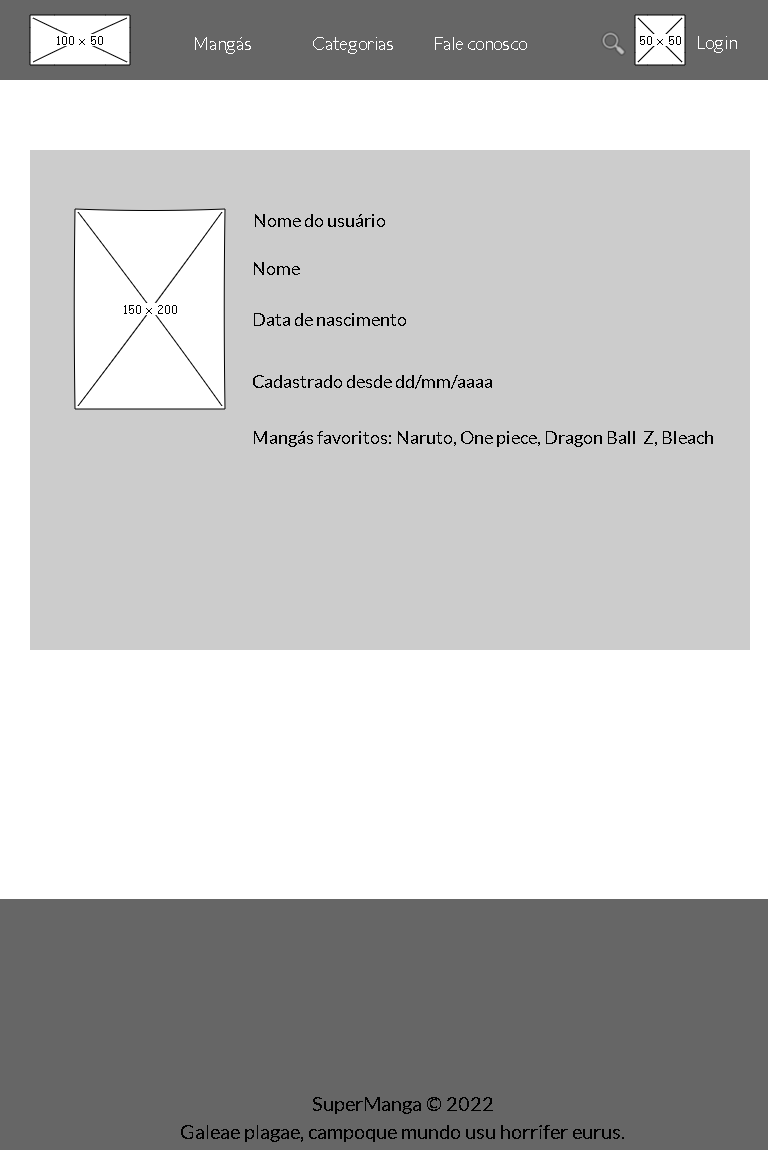 100 x 50 Mangás Categorias Fale conosco 50 x 50 Login
Nome do usuário
Nome
150 x 200
Data de nascimento
Cadastrado desde dd/mm/aaaa
Mangás favoritos: Naruto, One piece, Dragon Ball Z, Bleach
SuperManga © 2022
Galeae plagae, campoque mundo usu horrifer eurus.